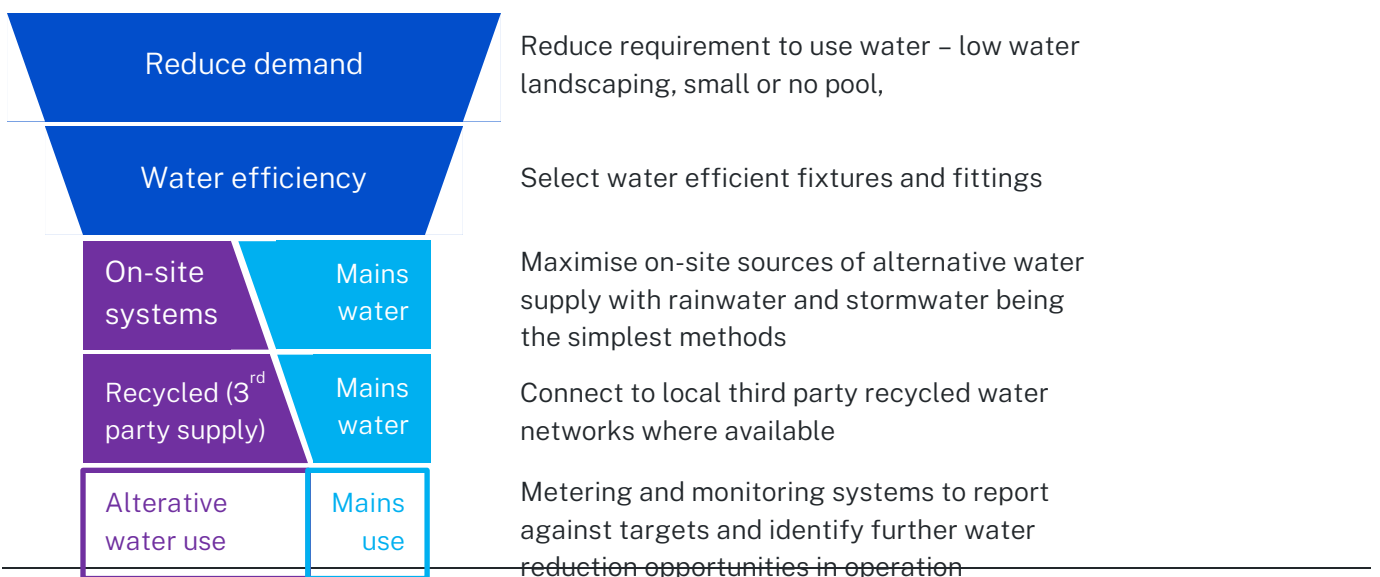 Reduce demand
Reduce requirement to use water – low water
landscaping, small or no pool,
Water efficiency
Select water efficient fixtures and fittings
On-site
systems
Mains
water
Maximise on-site sources of alternative water
supply with rainwater and stormwater being
the simplest methods
Recycled (3rd
party supply)
Mains
water
Connect to local third party recycled water
networks where available
Alterative
water use
Mains
use
Metering and monitoring systems to report
against targets and identify further water
reduction opportunities in operation